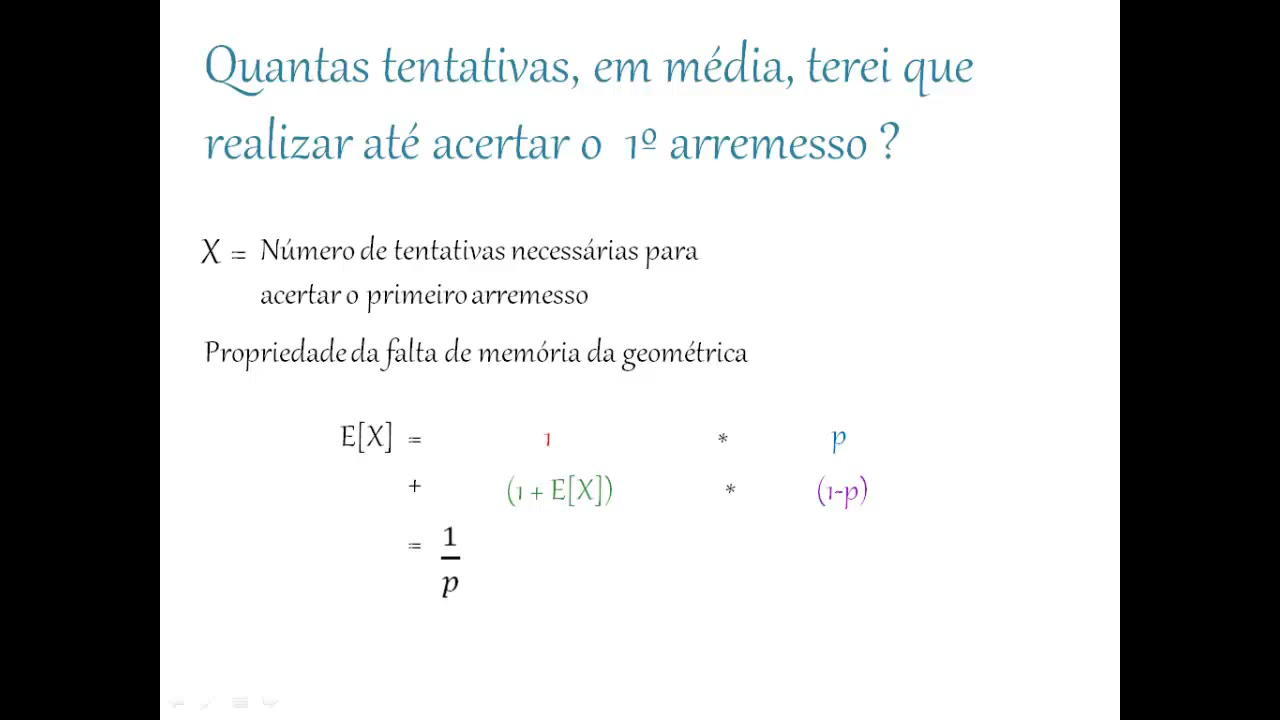 Quantas tentativas, em média, terei que
realizar até acertar o 1º arremesso ?
X = Número de tentativas necessárias para
acertar o primeiro arremesso
Propriedade da falta de memória da geométrica
E[X] = 1 * p
+ (1 + E[X]) * (1-p)
= 1
p